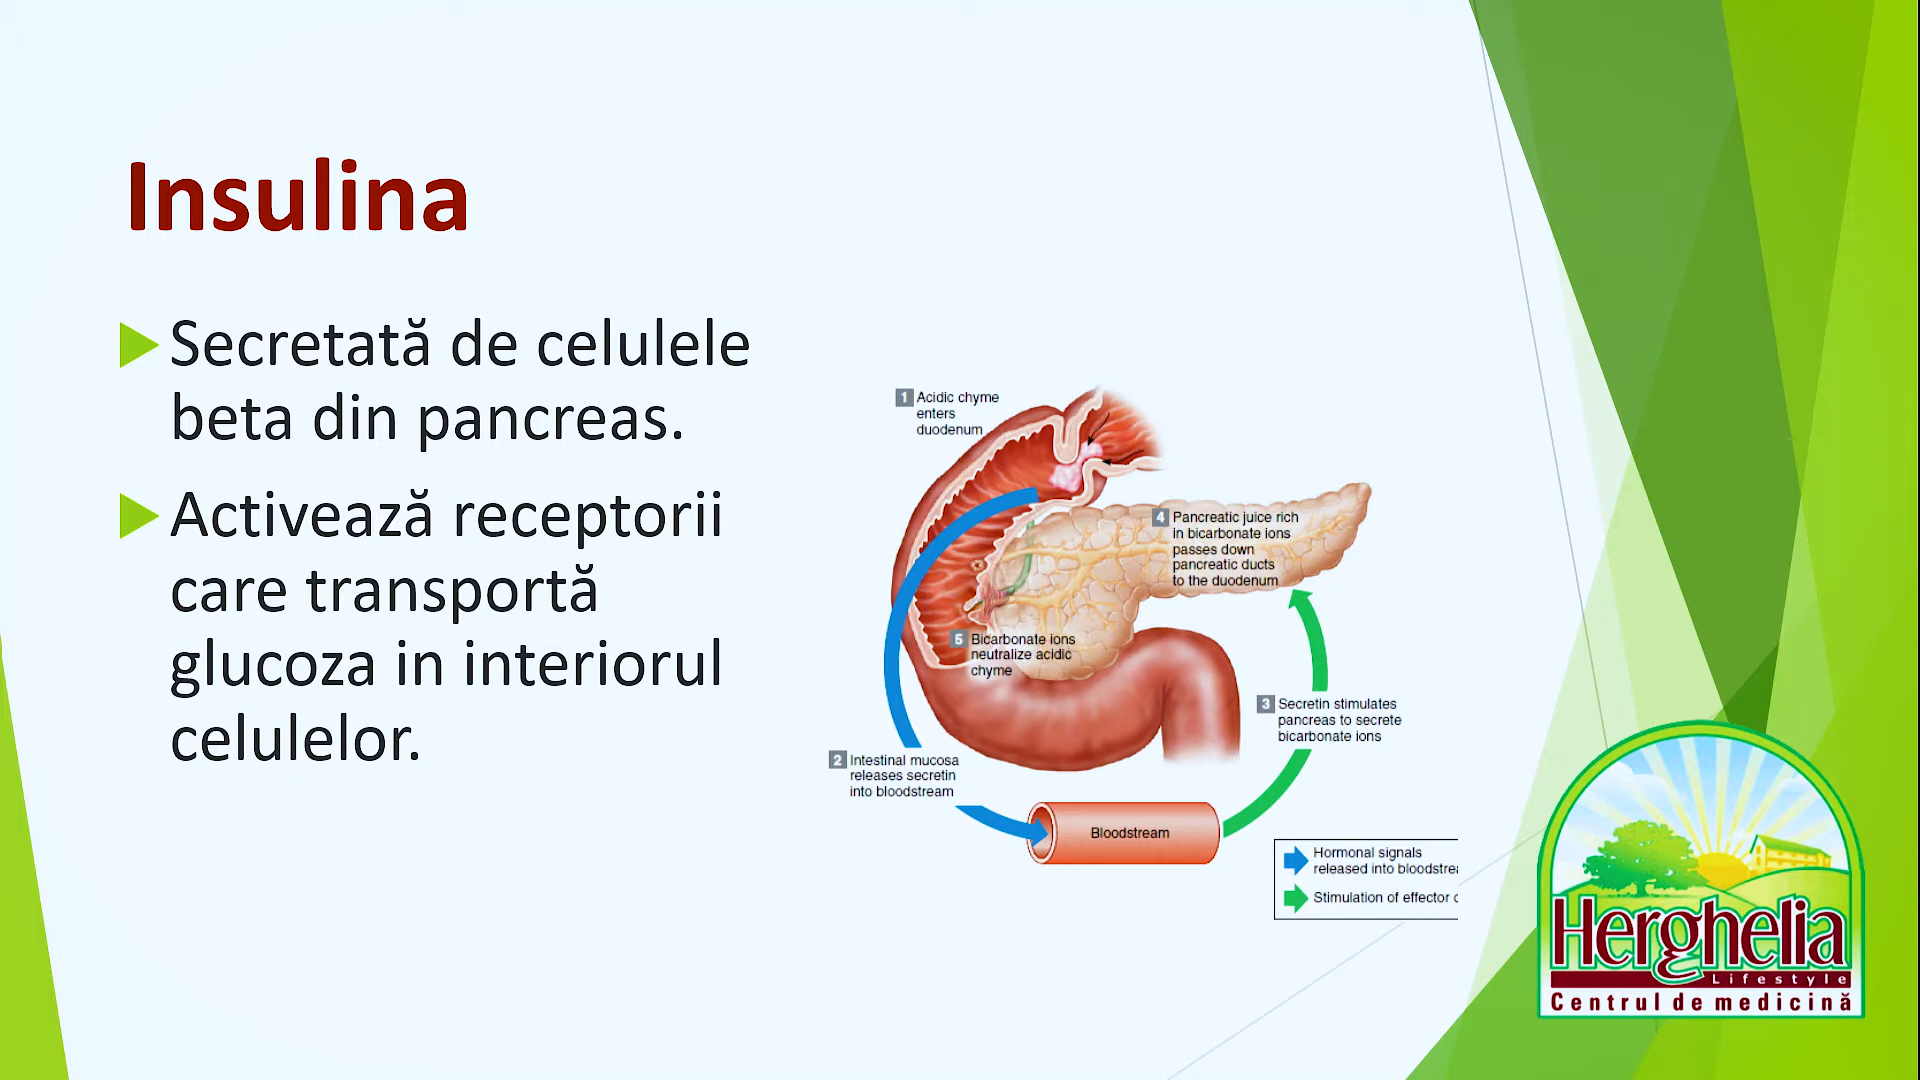 Insulina
Secretată de celulele
beta din pancreas.
Activează receptorii
care transportă
glucoza in interiorul
celulelor.
1 Acidic chyme
enters
duodenum
4 Pancreatic juice rich
in bicarbonate ions
passes down
pancreatic ducts
to the duodenum
5 Bicarbonate ions
neutralize acidic
chyme
3 Secretin stimulates
pancreas to secrete
bicarbonate ions
2 Intestinal mucosa
releases secretin
into bloodstream
Bloodstream
Hormonal signals
released into bloodstrea
Stimulation of effector
Herghelia
Lifestyle
Centrul de medicină